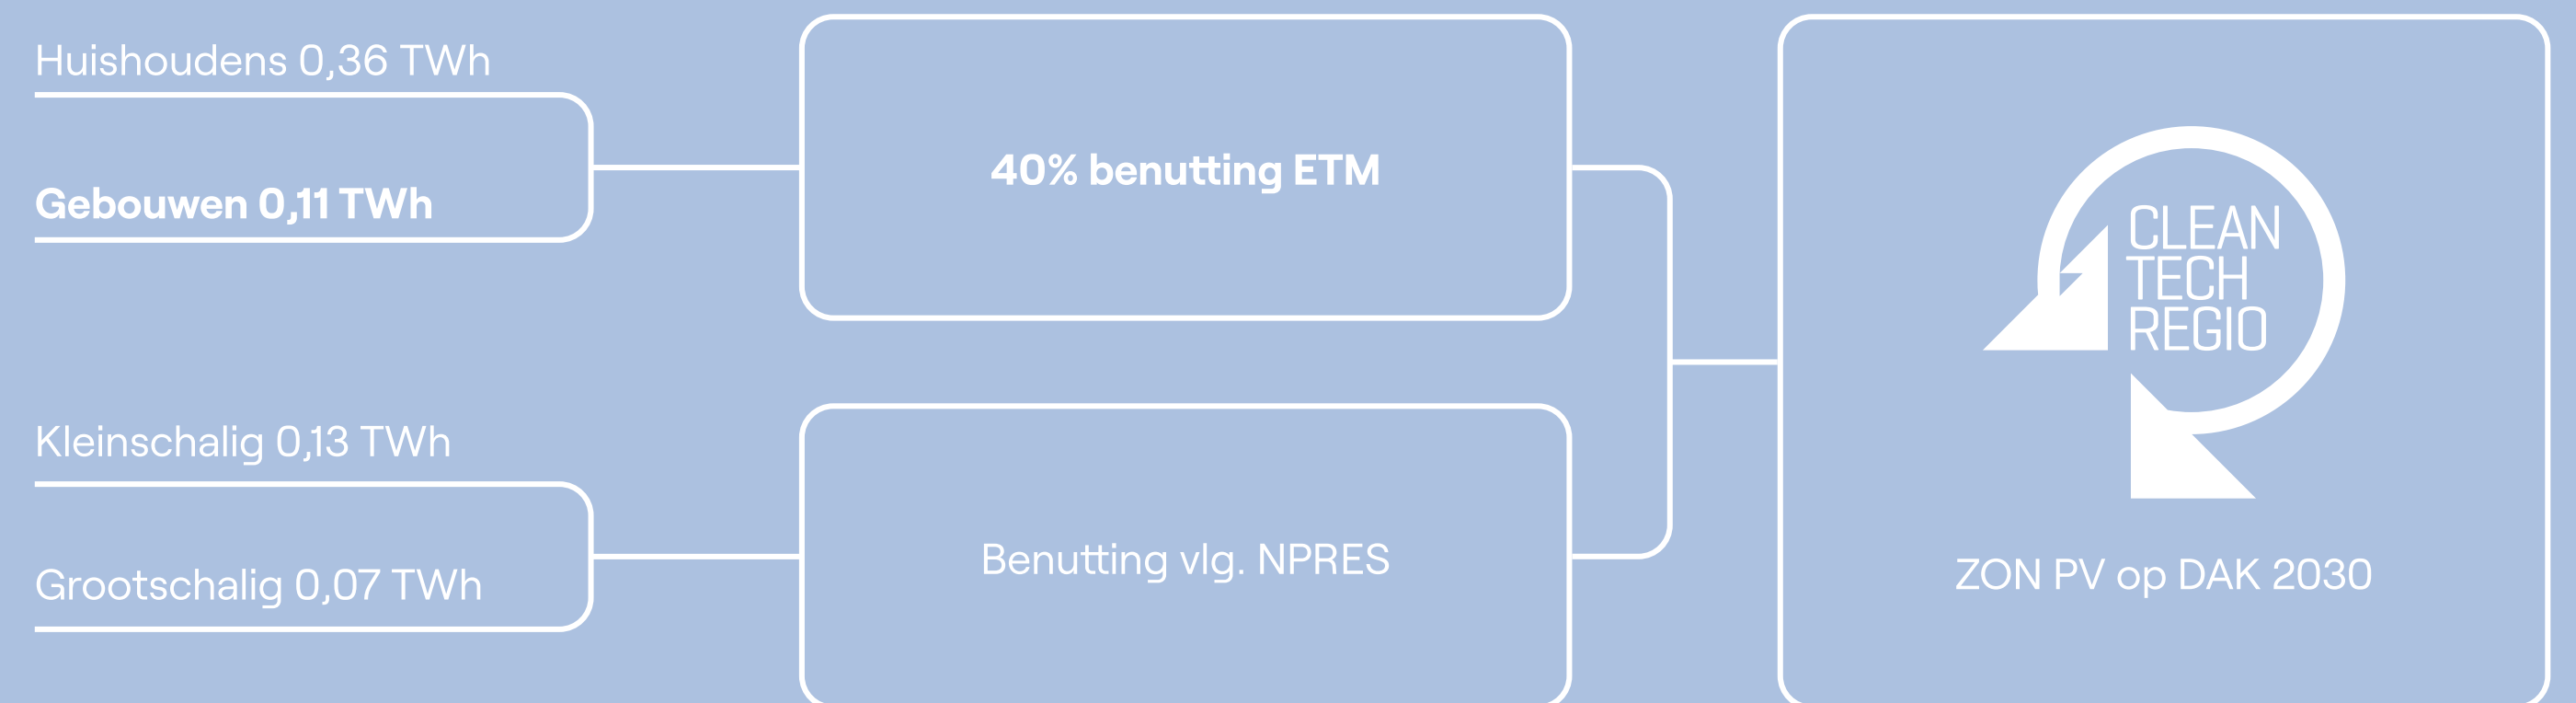 Huishoudens 0,36 TWh
Gebouwen 0,11 TWh
40% benutting ETM
Kleinschalig 0,13 TWh
Grootschalig 0,07 TWh
Benutting vlg. NPRES
CLEAN
TECH
REGIO
ZON PV op DAK 2030